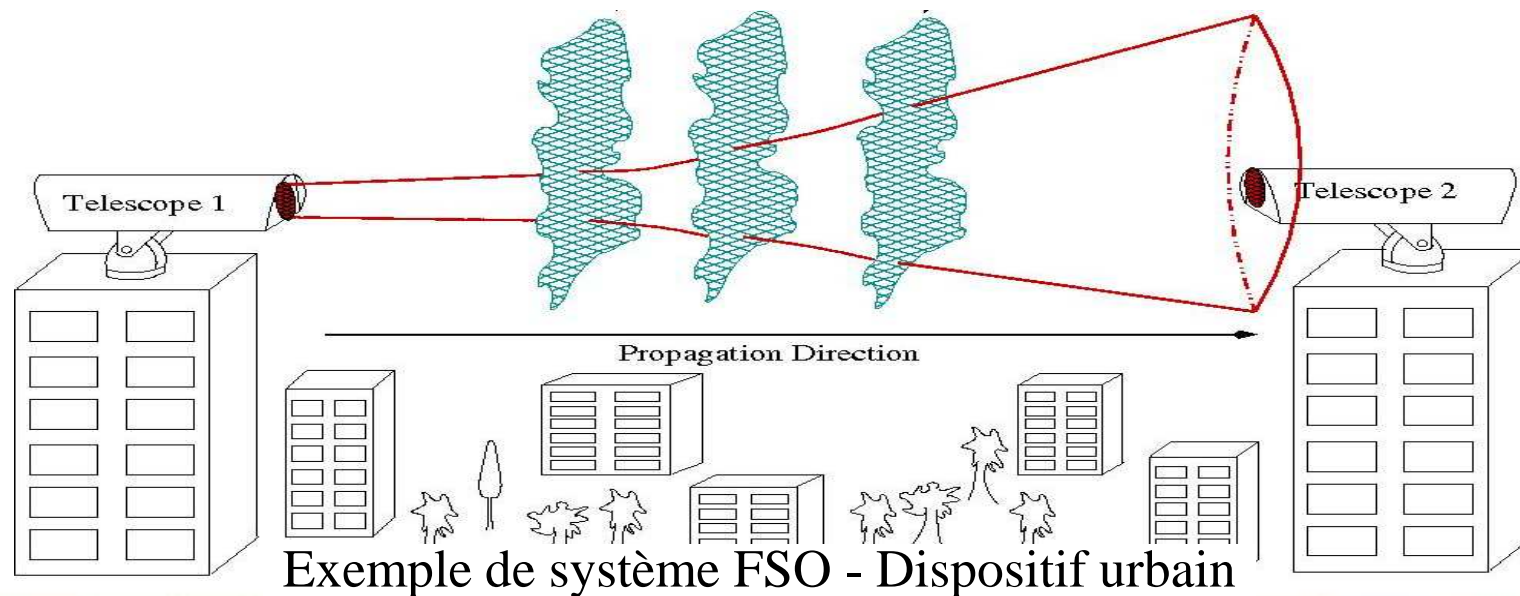 Telescope 1
Telescope 2
Propagation Direction
Exemple de système FSO - Dispositif urbain